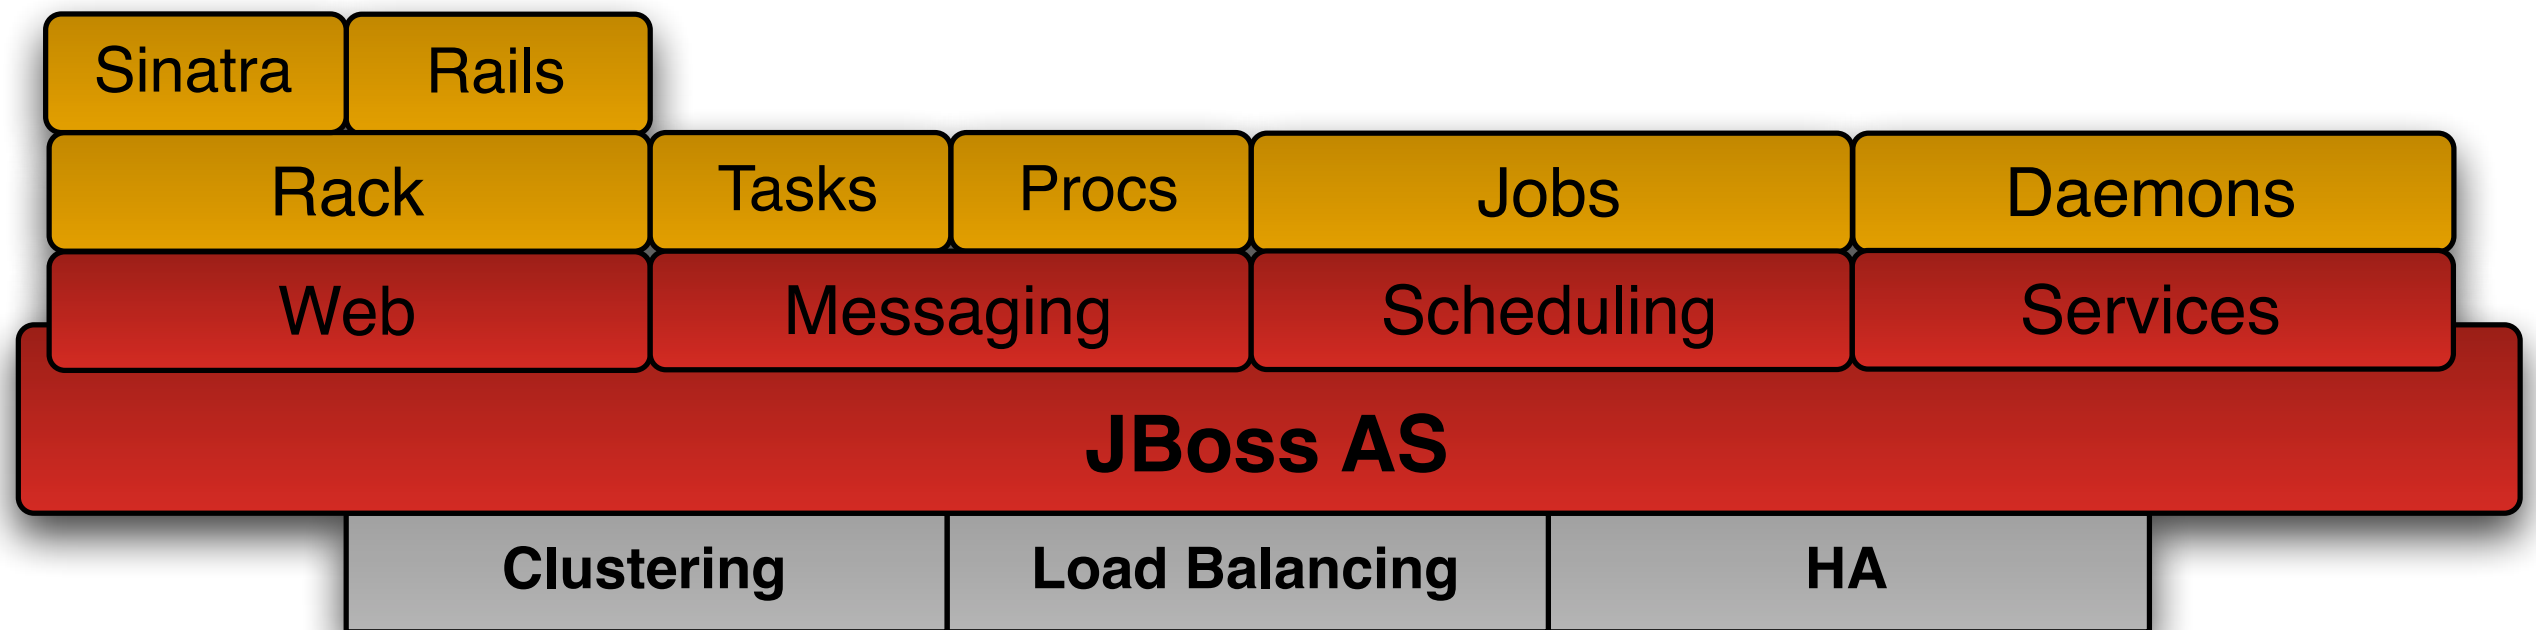 Sinatra Rails
Rack Tasks Procs Jobs Daemons
Web Messaging Scheduling Services
JBoss AS
Clustering Load Balancing HA